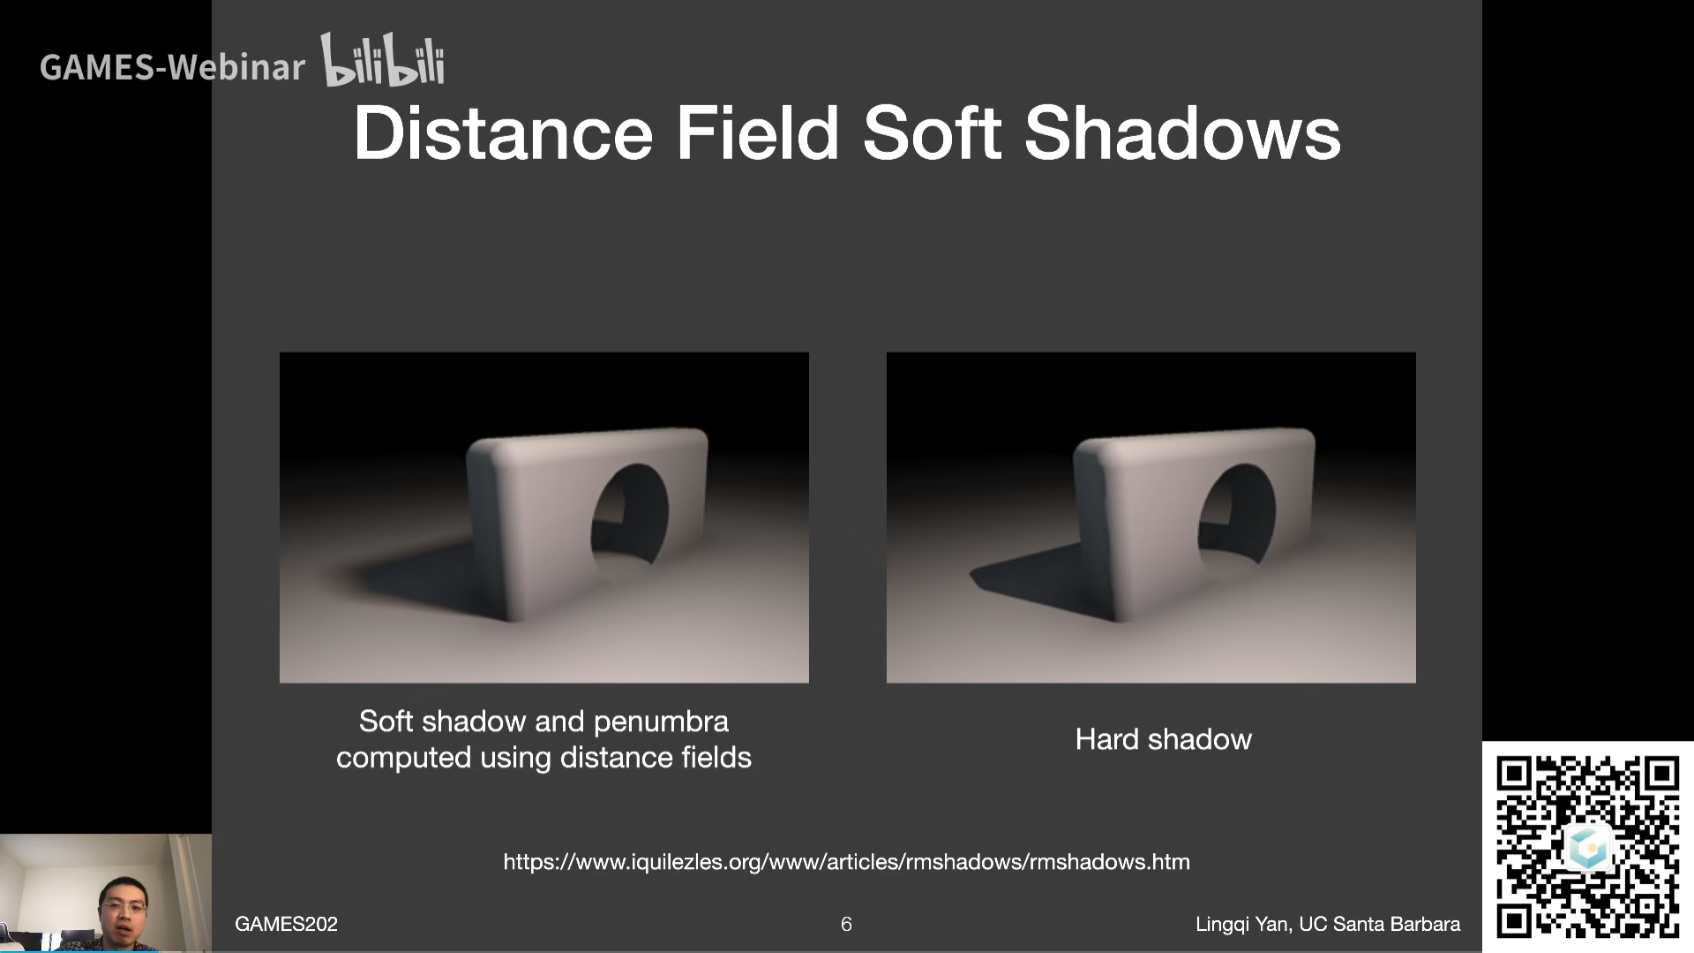 GAMES-Webinar bilibili
Distance Field Soft Shadows
Soft shadow and penumbra
computed using distance fields
Hard shadow
https://www.iquilezles.org/www/articles/rmshadows/rmshadows.htm
GAMES202
6
Lingqi Yan, UC Santa Barbara